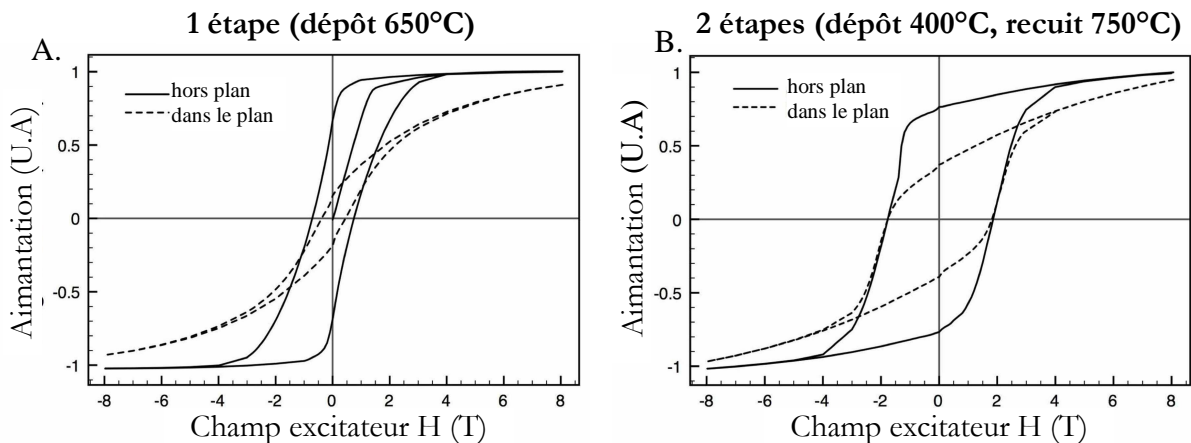 1 étape (dépôt 650°C)
A.
hors plan
dans le plan
Aimantation (U.A)
1
0.5
0
-0.5
-1
-8 -6 -4 -2 0 2 4 6 8
Champ excitateur H (T)
2 étapes (dépôt 400°C, recuit 750°C)
B.
hors plan
dans le plan
Aimantation (U.A)
1
0.5
0
-0.5
-1
-8 -6 -4 -2 0 2 4 6 8
Champ excitateur H (T)